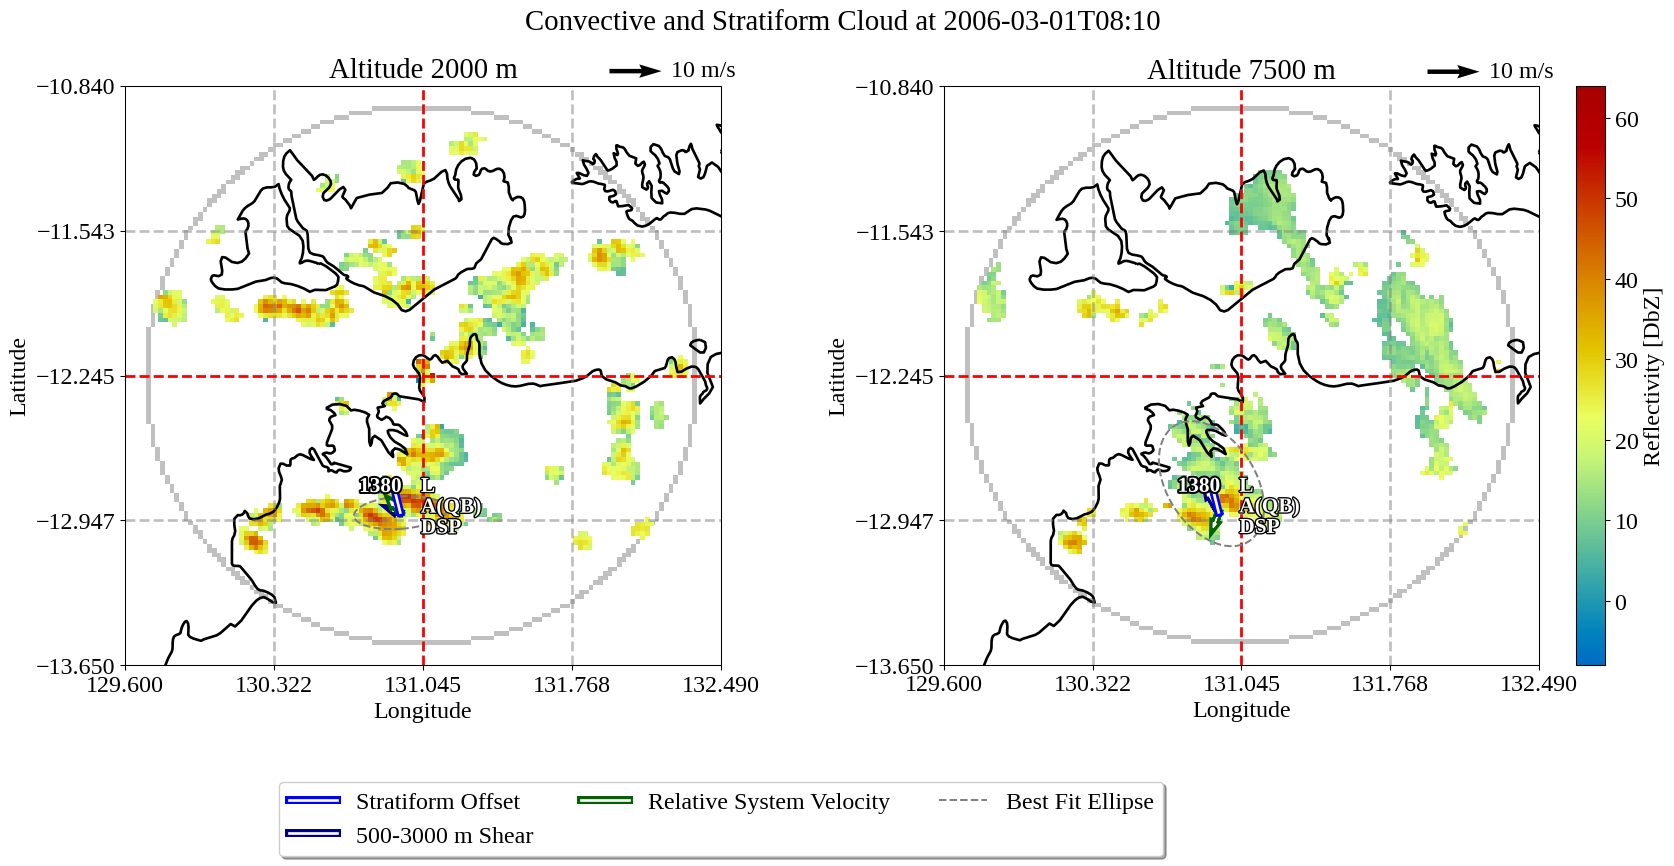 Convective and Stratiform Cloud at 2006-03-01T08:10
Altitude 2000 m
10 m/s
−10.840
−11.543
−12.245
−12.947
−13.650
129.600
130.322
131.045
131.768
132.490
Latitude
Longitude
1380
L
A(QB)
DSP
Altitude 7500 m
10 m/s
−10.840
−11.543
−12.245
−12.947
−13.650
129.600
130.322
131.045
131.768
132.490
Latitude
Longitude
1380
L
A(QB)
DSP
60
50
40
30
20
10
0
Reflectivity [DbZ]
Stratiform Offset
500-3000 m Shear
Relative System Velocity
Best Fit Ellipse